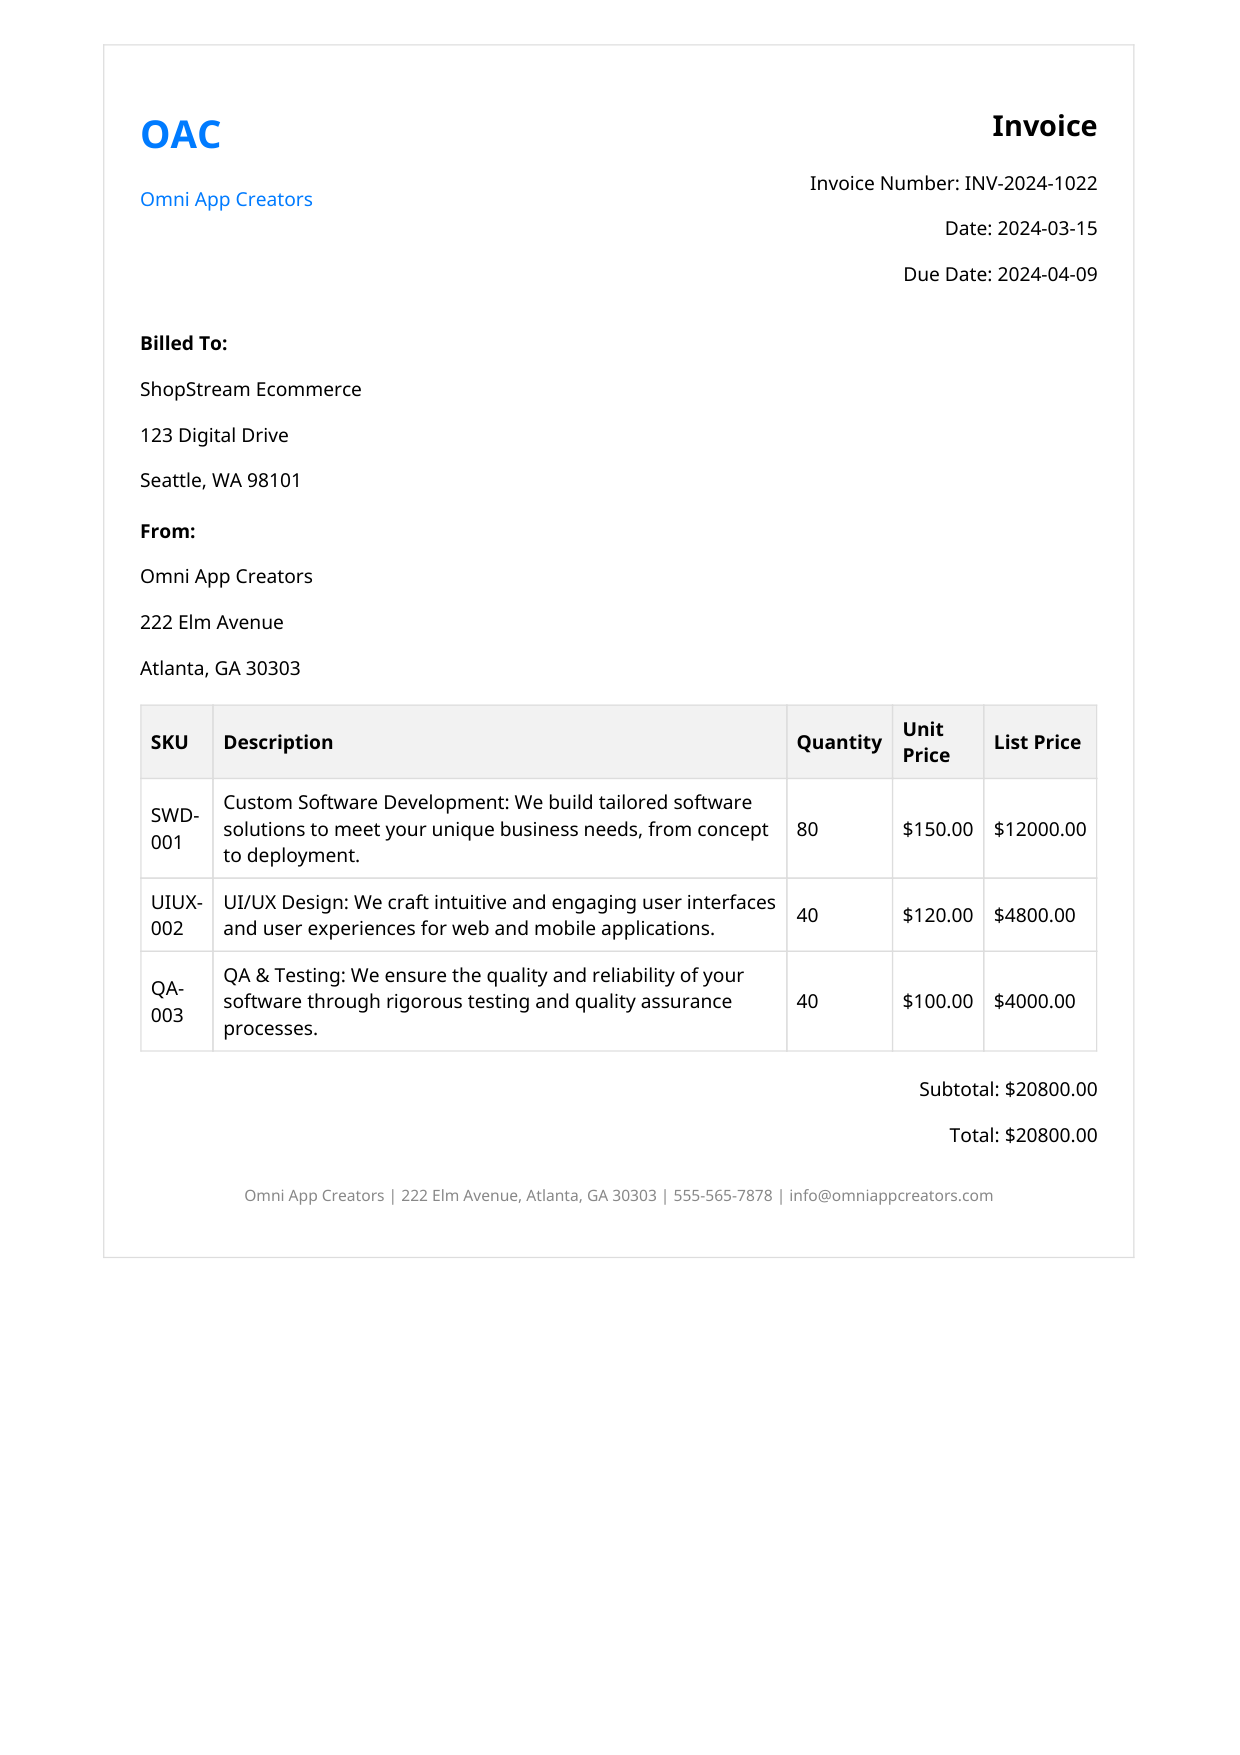 OAC
Omni App Creators
Invoice
Invoice Number: INV-2024-1022
Date: 2024-03-15
Due Date: 2024-04-09
Billed To:
ShopStream Ecommerce
123 Digital Drive
Seattle, WA 98101
From:
Omni App Creators
222 Elm Avenue
Atlanta, GA 30303
SKU Description Quantity Unit Price List Price
SWD-001
Custom Software Development: We build tailored software
solutions to meet your unique business needs, from concept
to deployment.
80 $150.00 $12000.00
UIUX-002
UI/UX Design: We craft intuitive and engaging user interfaces
and user experiences for web and mobile applications.
40 $120.00 $4800.00
QA-003
QA & Testing: We ensure the quality and reliability of your
software through rigorous testing and quality assurance
processes.
40 $100.00 $4000.00
Subtotal: $20800.00
Total: $20800.00
Omni App Creators | 222 Elm Avenue, Atlanta, GA 30303 | 555-565-7878 | info@omniappcreators.com